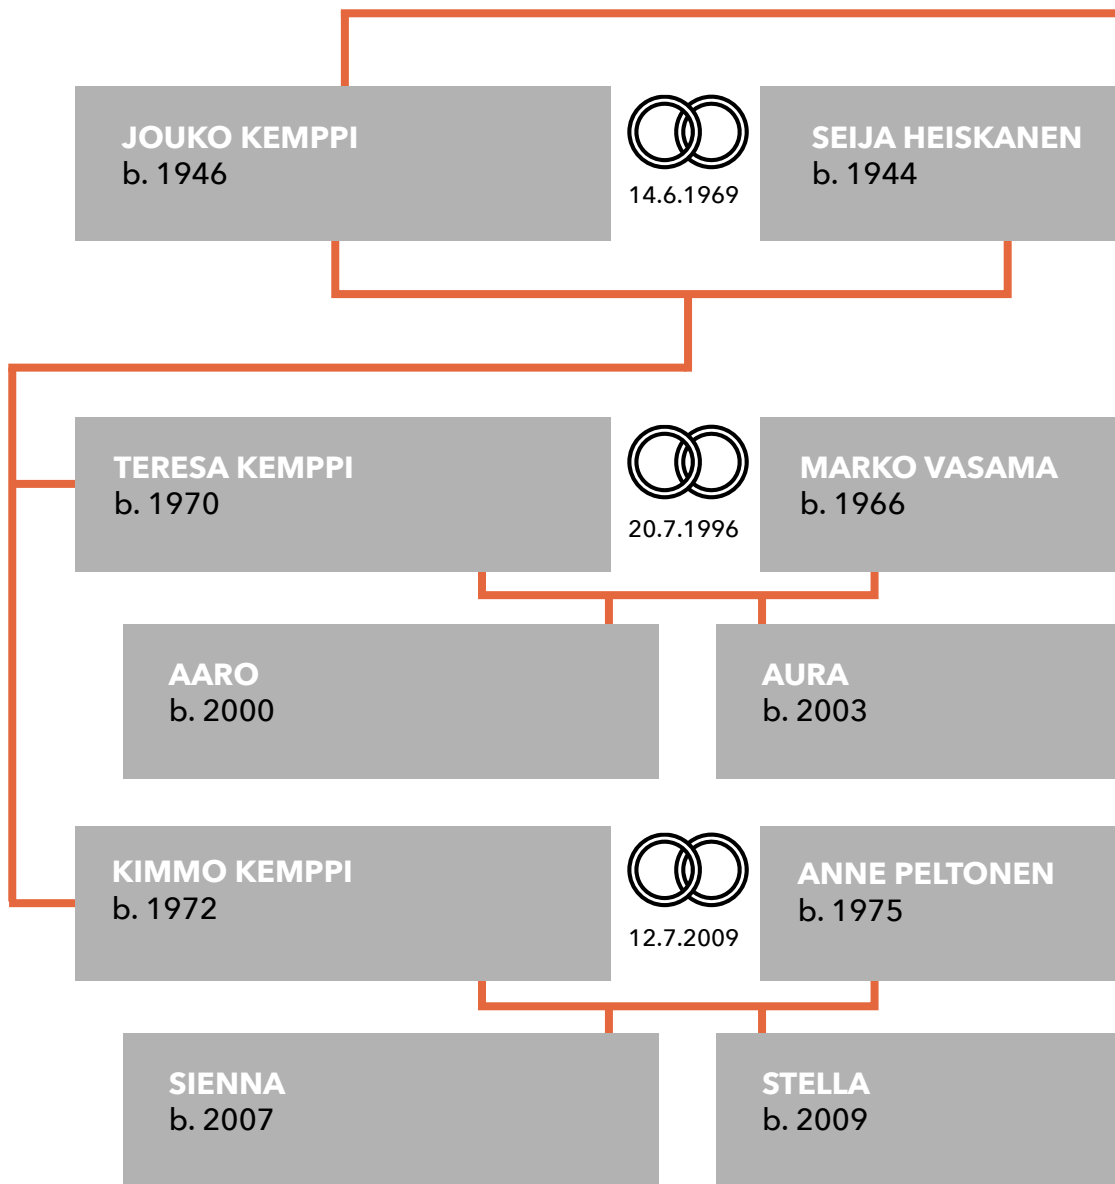 JOUKO KEMPPI
b. 1946
14.6.1969
SEIJA HEISKANEN
b. 1944
TERESA KEMPPI
b. 1970
20.7.1996
MARKO VASAMA
b. 1966
AARO
b. 2000
AURA
b. 2003
KIMMO KEMPPI
b. 1972
12.7.2009
ANNE PELTONEN
b. 1975
SIENNA
b. 2007
STELLA
b. 2009